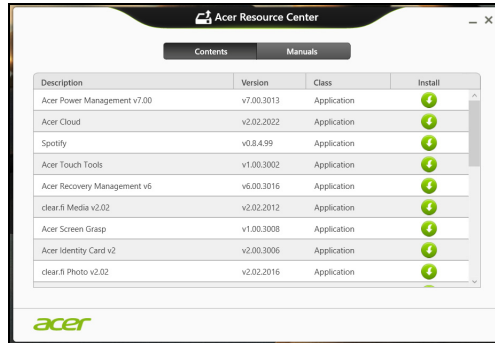 Acer Resource Center
Contents Manuals
Description Version Class Install
Acer Power Management v7.00 v7.00.3013 Application
Acer Cloud v2.02.2022 Application
Spotify v0.8.4.99 Application
Acer Touch Tools v1.00.3002 Application
Acer Recovery Management v6 v6.00.3016 Application
clear.fi Media v2.02 v2.02.2012 Application
Acer Screen Grasp v1.00.3008 Application
Acer Identity Card v2 v2.00.3006 Application
clear.fi Photo v2.02 v2.02.2016 Application
acer